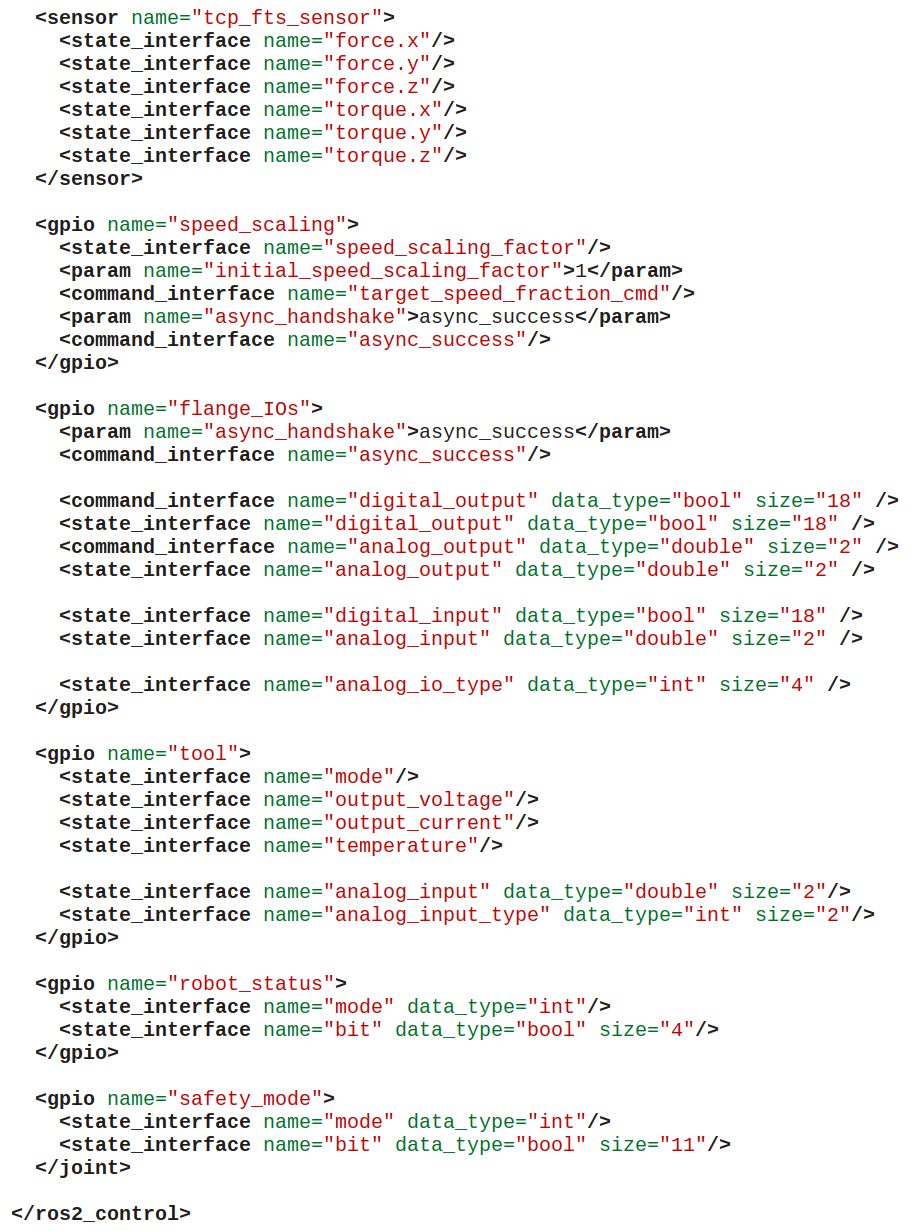 <sensor name="tcp_fts_sensor">
<state_interface name="force.x"/>
<state_interface name="force.y"/>
<state_interface name="force.z"/>
<state_interface name="torque.x"/>
<state_interface name="torque.y"/>
<state_interface name="torque.z"/>
</sensor>
<gpio name="speed_scaling">
<state_interface name="speed_scaling_factor"/>
<param name="initial_speed_scaling_factor">1</param>
<command_interface name="target_speed_fraction_cmd"/>
<param name="async_handshake">async_success</param>
<command_interface name="async_success"/>
</gpio>
<gpio name="flange_IOs">
<param name="async_handshake">async_success</param>
<command_interface name="async_success"/>
<command_interface name="digital_output" data_type="bool" size="18" />
<state_interface name="digital_output" data_type="bool" size="18" />
<command_interface name="analog_output" data_type="double" size="2" />
<state_interface name="analog_output" data_type="double" size="2" />
<state_interface name="digital_input" data_type="bool" size="18" />
<state_interface name="analog_input" data_type="double" size="2" />
<state_interface name="analog_io_type" data_type="int" size="4" />
</gpio>
<gpio name="tool">
<state_interface name="mode"/>
<state_interface name="output_voltage"/>
<state_interface name="output_current"/>
<state_interface name="temperature"/>
<state_interface name="analog_input" data_type="double" size="2"/>
<state_interface name="analog_input_type" data_type="int" size="2"/>
</gpio>
<gpio name="robot_status">
<state_interface name="mode" data_type="int"/>
<state_interface name="bit" data_type="bool" size="4"/>
</gpio>
<gpio name="safety_mode">
<state_interface name="mode" data_type="int"/>
<state_interface name="bit" data_type="bool" size="11"/>
</joint>
</ros2_control>